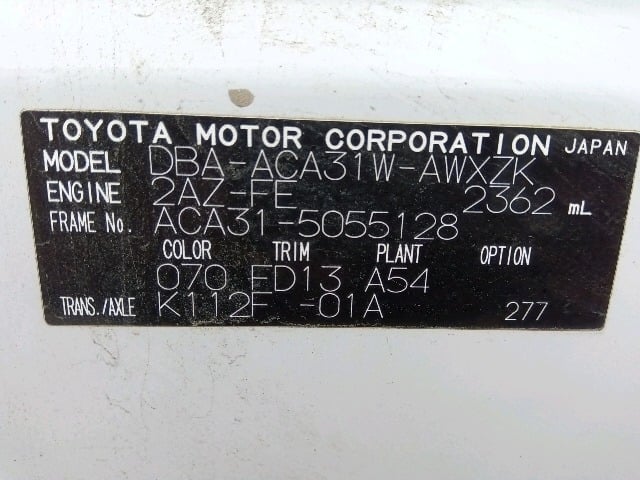 TOYOTA MOTOR CORPORATION JAPAN
MODEL DBA-ACA31W-AWXZK
ENGINE 2AZ-FE 2362 mL
FRAME No. ACA31-5055128
COLOR TRIM PLANT OPTION
070 FD13 A54
TRANS./AXLE K112F -01A 277